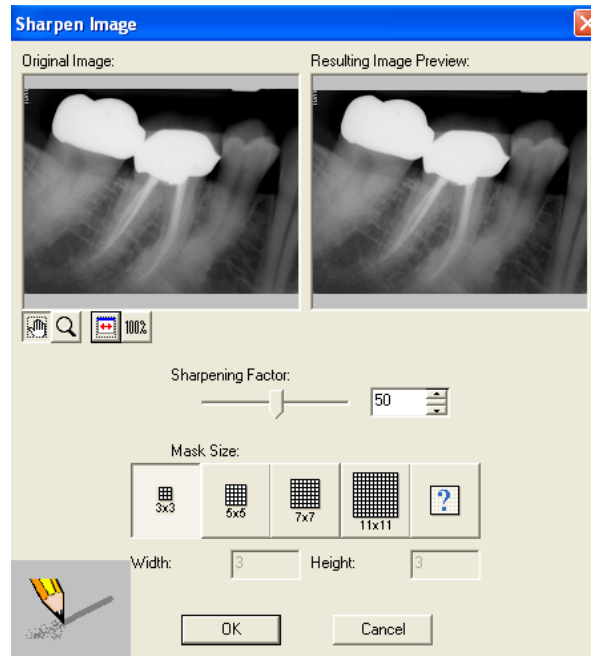 Sharpen Image
Original Image:
Resulting Image Preview:
100%
Sharpening Factor:
50
Mask Size:
3x3
5x5
7x7
11x11
?
Width:
3
Height:
3
OK
Cancel